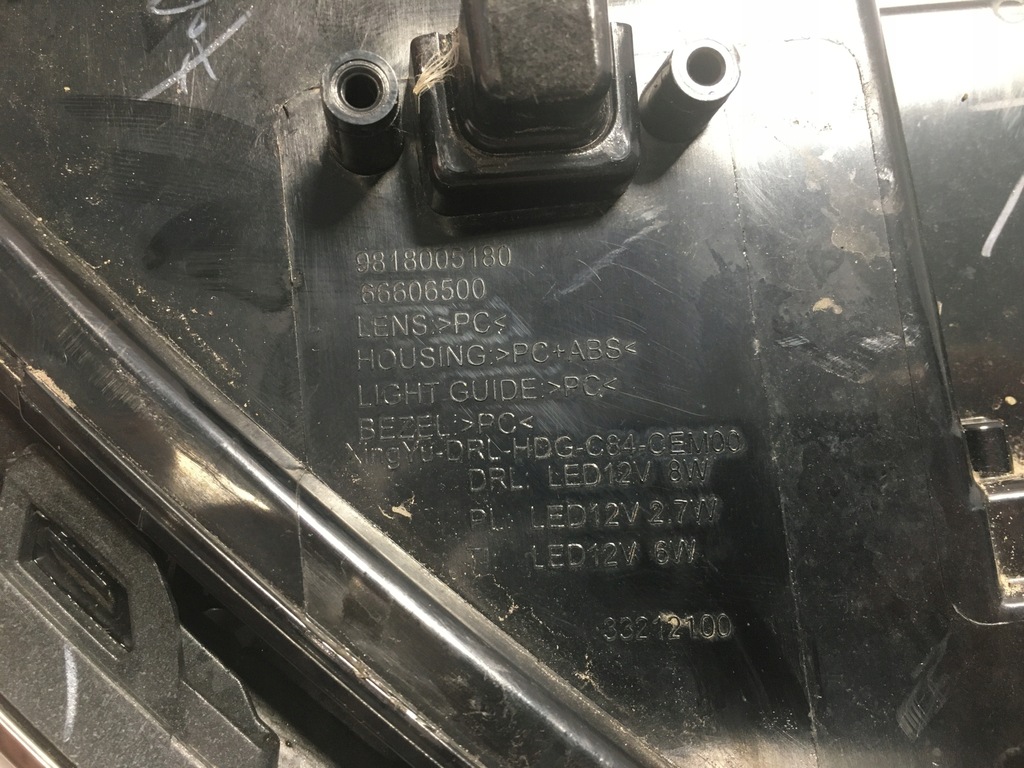 9818005180
66606500
LENS:>PC<
HOUSING:>PC+ABS<
LIGHT GUIDE:>PC<
BEZEL:>PC<
XingYu-DRL-HDG-C84-CEM00
DRL: LED12V 8W
PL: LED12V 2.7W
LED12V 6W
33212100